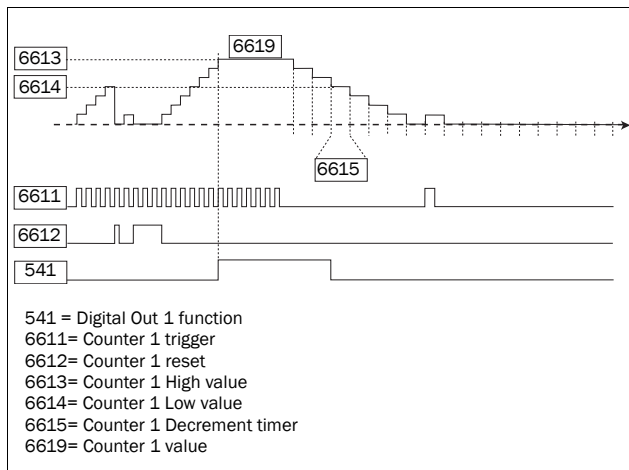 6619
6613
6614
6615
6611
6612
541
541 = Digital Out 1 function
6611= Counter 1 trigger
6612= Counter 1 reset
6613= Counter 1 High value
6614= Counter 1 Low value
6615= Counter 1 Decrement timer
6619= Counter 1 value